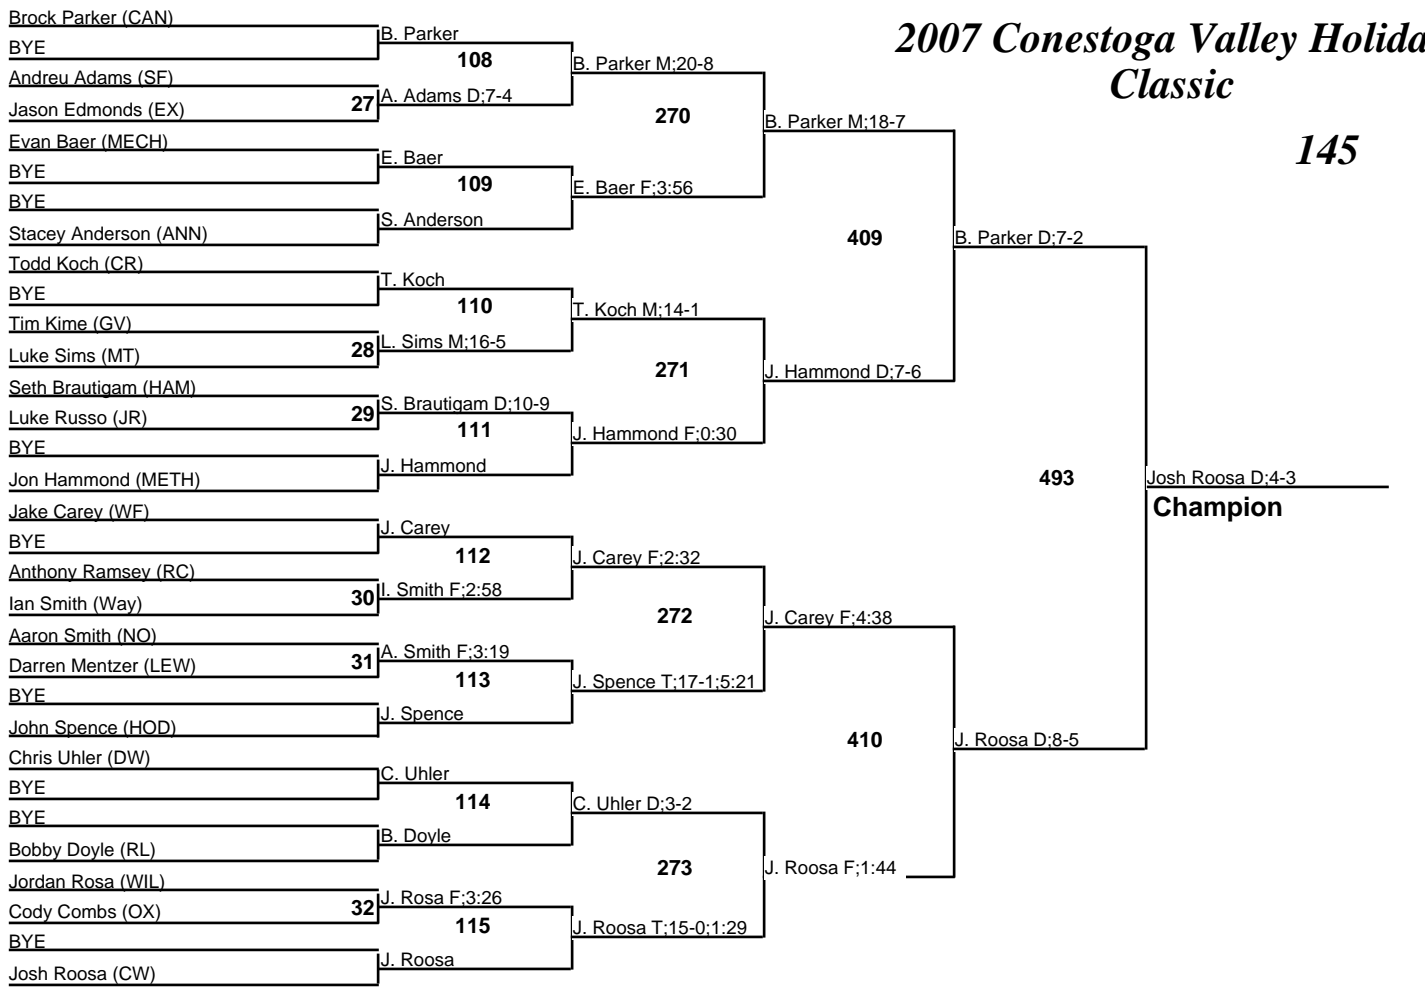 2007 Conestoga Valley Holida
Classic
145
Brock Parker (CAN)
BYE
Andreu Adams (SF)
Jason Edmonds (EX)
Evan Baer (MECH)
BYE
BYE
Stacey Anderson (ANN)
Todd Koch (CR)
BYE
Tim Kime (GV)
Luke Sims (MT)
Seth Brautigam (HAM)
Luke Russo (JR)
BYE
Jon Hammond (METH)
Jake Carey (WF)
BYE
Anthony Ramsey (RC)
Ian Smith (Way)
Aaron Smith (NO)
Darren Mentzer (LEW)
BYE
John Spence (HOD)
Chris Uhler (DW)
BYE
BYE
Bobby Doyle (RL)
Jordan Rosa (WIL)
Cody Combs (OX)
BYE
Josh Roosa (CW)
27
28
29
30
31
32
B. Parker
108
A. Adams D;7-4
E. Baer
109
S. Anderson
T. Koch
110
L. Sims M;16-5
S. Brautigam D;10-9
111
J. Hammond
J. Carey
112
I. Smith F;2:58
A. Smith F;3:19
113
J. Spence
C. Uhler
114
B. Doyle
J. Rosa F;3:26
115
J. Roosa
B. Parker M;20-8
270
E. Baer F;3:56
T. Koch M;14-1
271
J. Hammond F;0:30
J. Carey F;2:32
272
J. Spence T;17-1;5:21
C. Uhler D;3-2
273
J. Roosa T;15-0;1:29
B. Parker M;18-7
409
J. Hammond D;7-6
J. Carey F;4:38
410
J. Roosa F;1:44
B. Parker D;7-2
493
J. Roosa D;8-5
Josh Roosa D;4-3
Champion